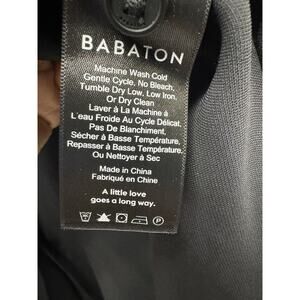 BABATON
Machine Wash Cold
Gentle Cycle, No Bleach,
Tumble Dry Low, Low Iron,
Or Dry Clean
Laver À La Machine À
L'eau Froide Au Cycle Délicat,
Pas De Blanchiment,
Sécher À Basse Température,
Repasser À Basse Température,
Ou Nettoyer À Sec
Made in China
Fabriqué en Chine
A little love
goes a long way.
P